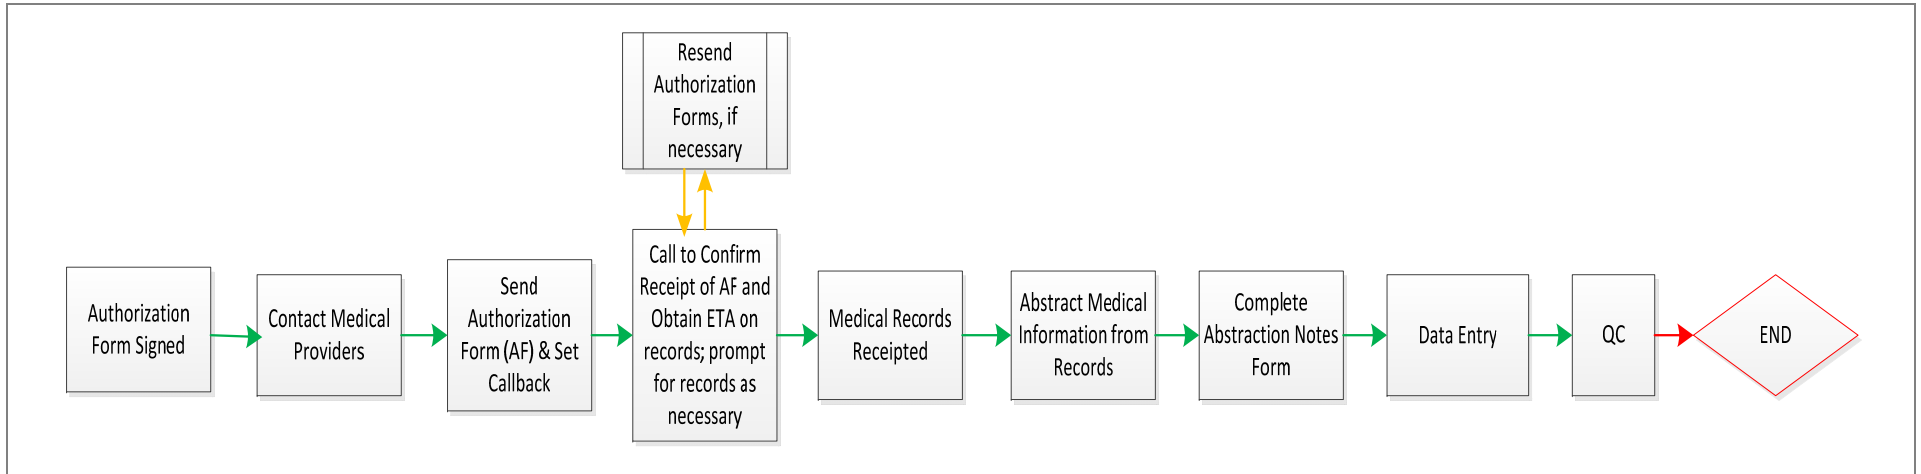 Resend
Authorization
Forms, if
necessary
Authorization
Form Signed
Contact Medical
Providers
Send
Authorization
Form (AF) & Set
Callback
Call to Confirm
Receipt of AF and
Obtain ETA on
records; prompt
for records as
necessary
Medical Records
Receipted
Abstract Medical
Information from
Records
Complete
Abstraction Notes
Form
Data Entry
QC
END